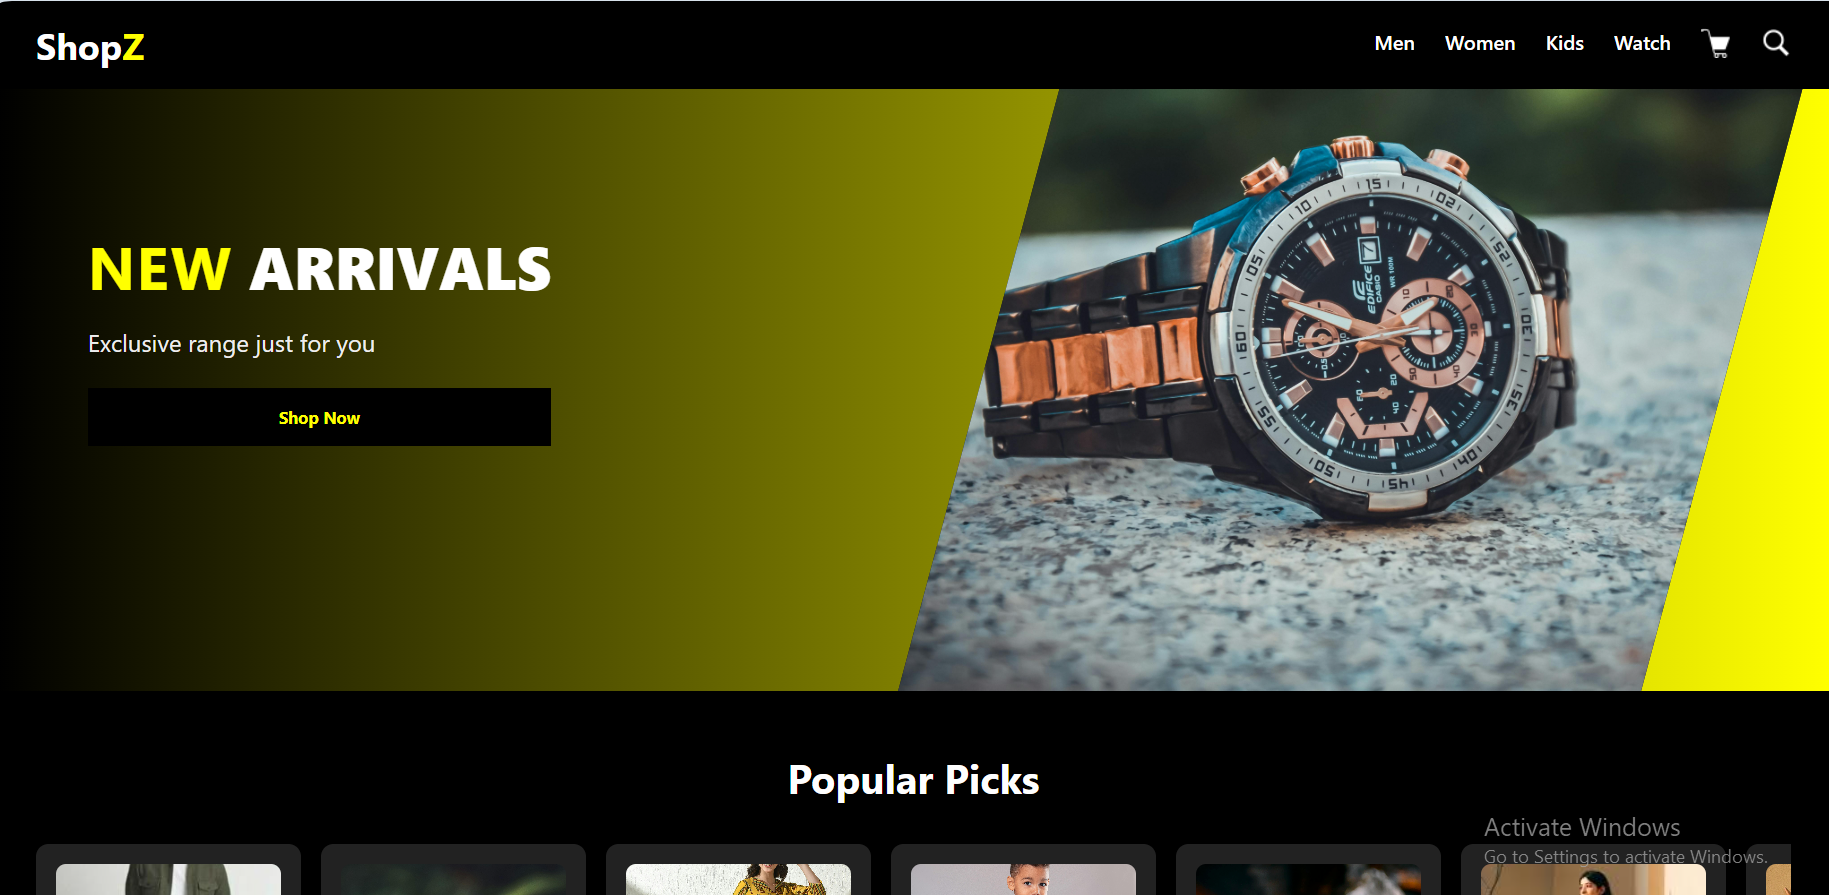 ShopZ
Men Women Kids Watch
NEW ARRIVALS
Exclusive range just for you
Shop Now
EDIFICE
CASIO
WR 100M
7
05
10
15
20
25
30
35
40
45
50
55
60
Popular Picks
Activate Windows
Go to Settings to activate Windows.